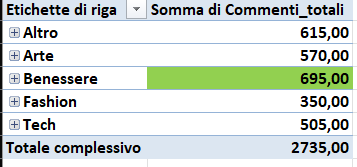 Etichette di riga Somma di Commenti_totali
Altro 615,00
Arte 570,00
Benessere 695,00
Fashion 350,00
Tech 505,00
Totale complessivo 2735,00